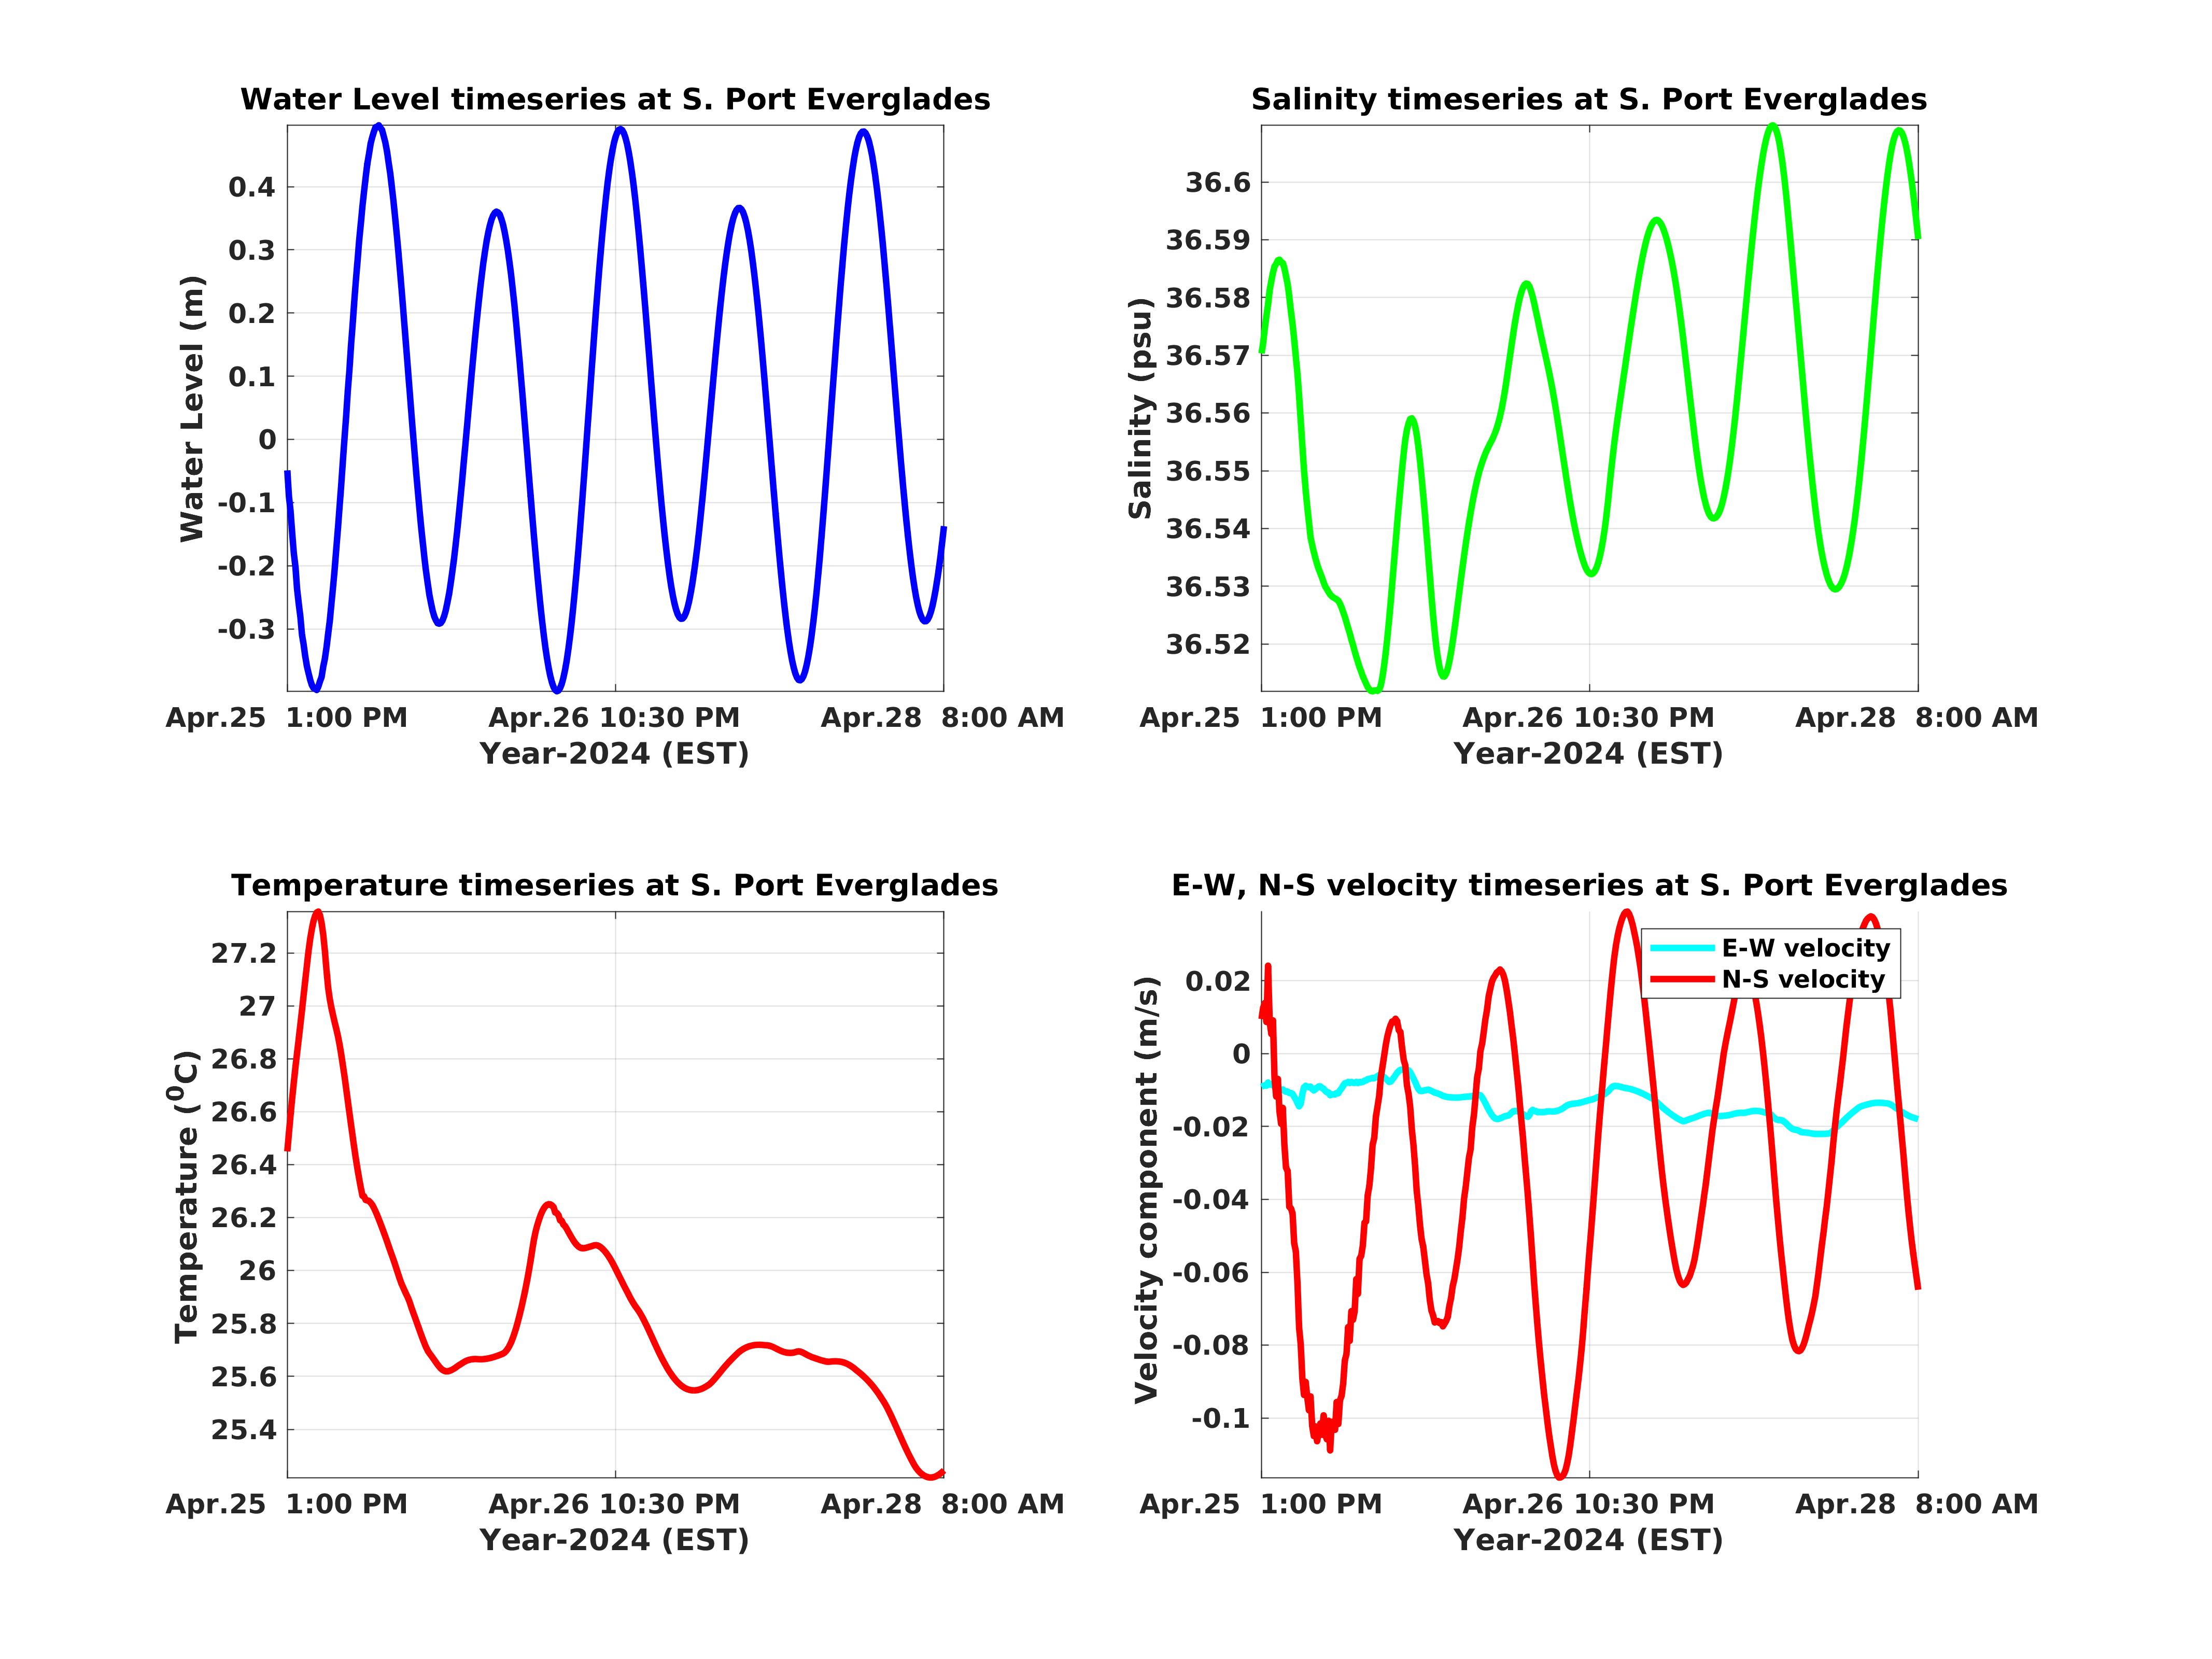 Water Level timeseries at S. Port Everglades
Water Level (m)
0.4
0.3
0.2
0.1
0
-0.1
-0.2
-0.3
Apr.25 1:00 PM
Apr.26 10:30 PM
Apr.28 8:00 AM
Year-2024 (EST)
Salinity timeseries at S. Port Everglades
Salinity (psu)
36.6
36.59
36.58
36.57
36.56
36.55
36.54
36.53
36.52
Apr.25 1:00 PM
Apr.26 10:30 PM
Apr.28 8:00 AM
Year-2024 (EST)
Temperature timeseries at S. Port Everglades
Temperature (⁰C)
27.2
27
26.8
26.6
26.4
26.2
26
25.8
25.6
25.4
Apr.25 1:00 PM
Apr.26 10:30 PM
Apr.28 8:00 AM
Year-2024 (EST)
E-W, N-S velocity timeseries at S. Port Everglades
Velocity component (m/s)
E-W velocity
N-S velocity
0.02
0
-0.02
-0.04
-0.06
-0.08
-0.1
Apr.25 1:00 PM
Apr.26 10:30 PM
Apr.28 8:00 AM
Year-2024 (EST)